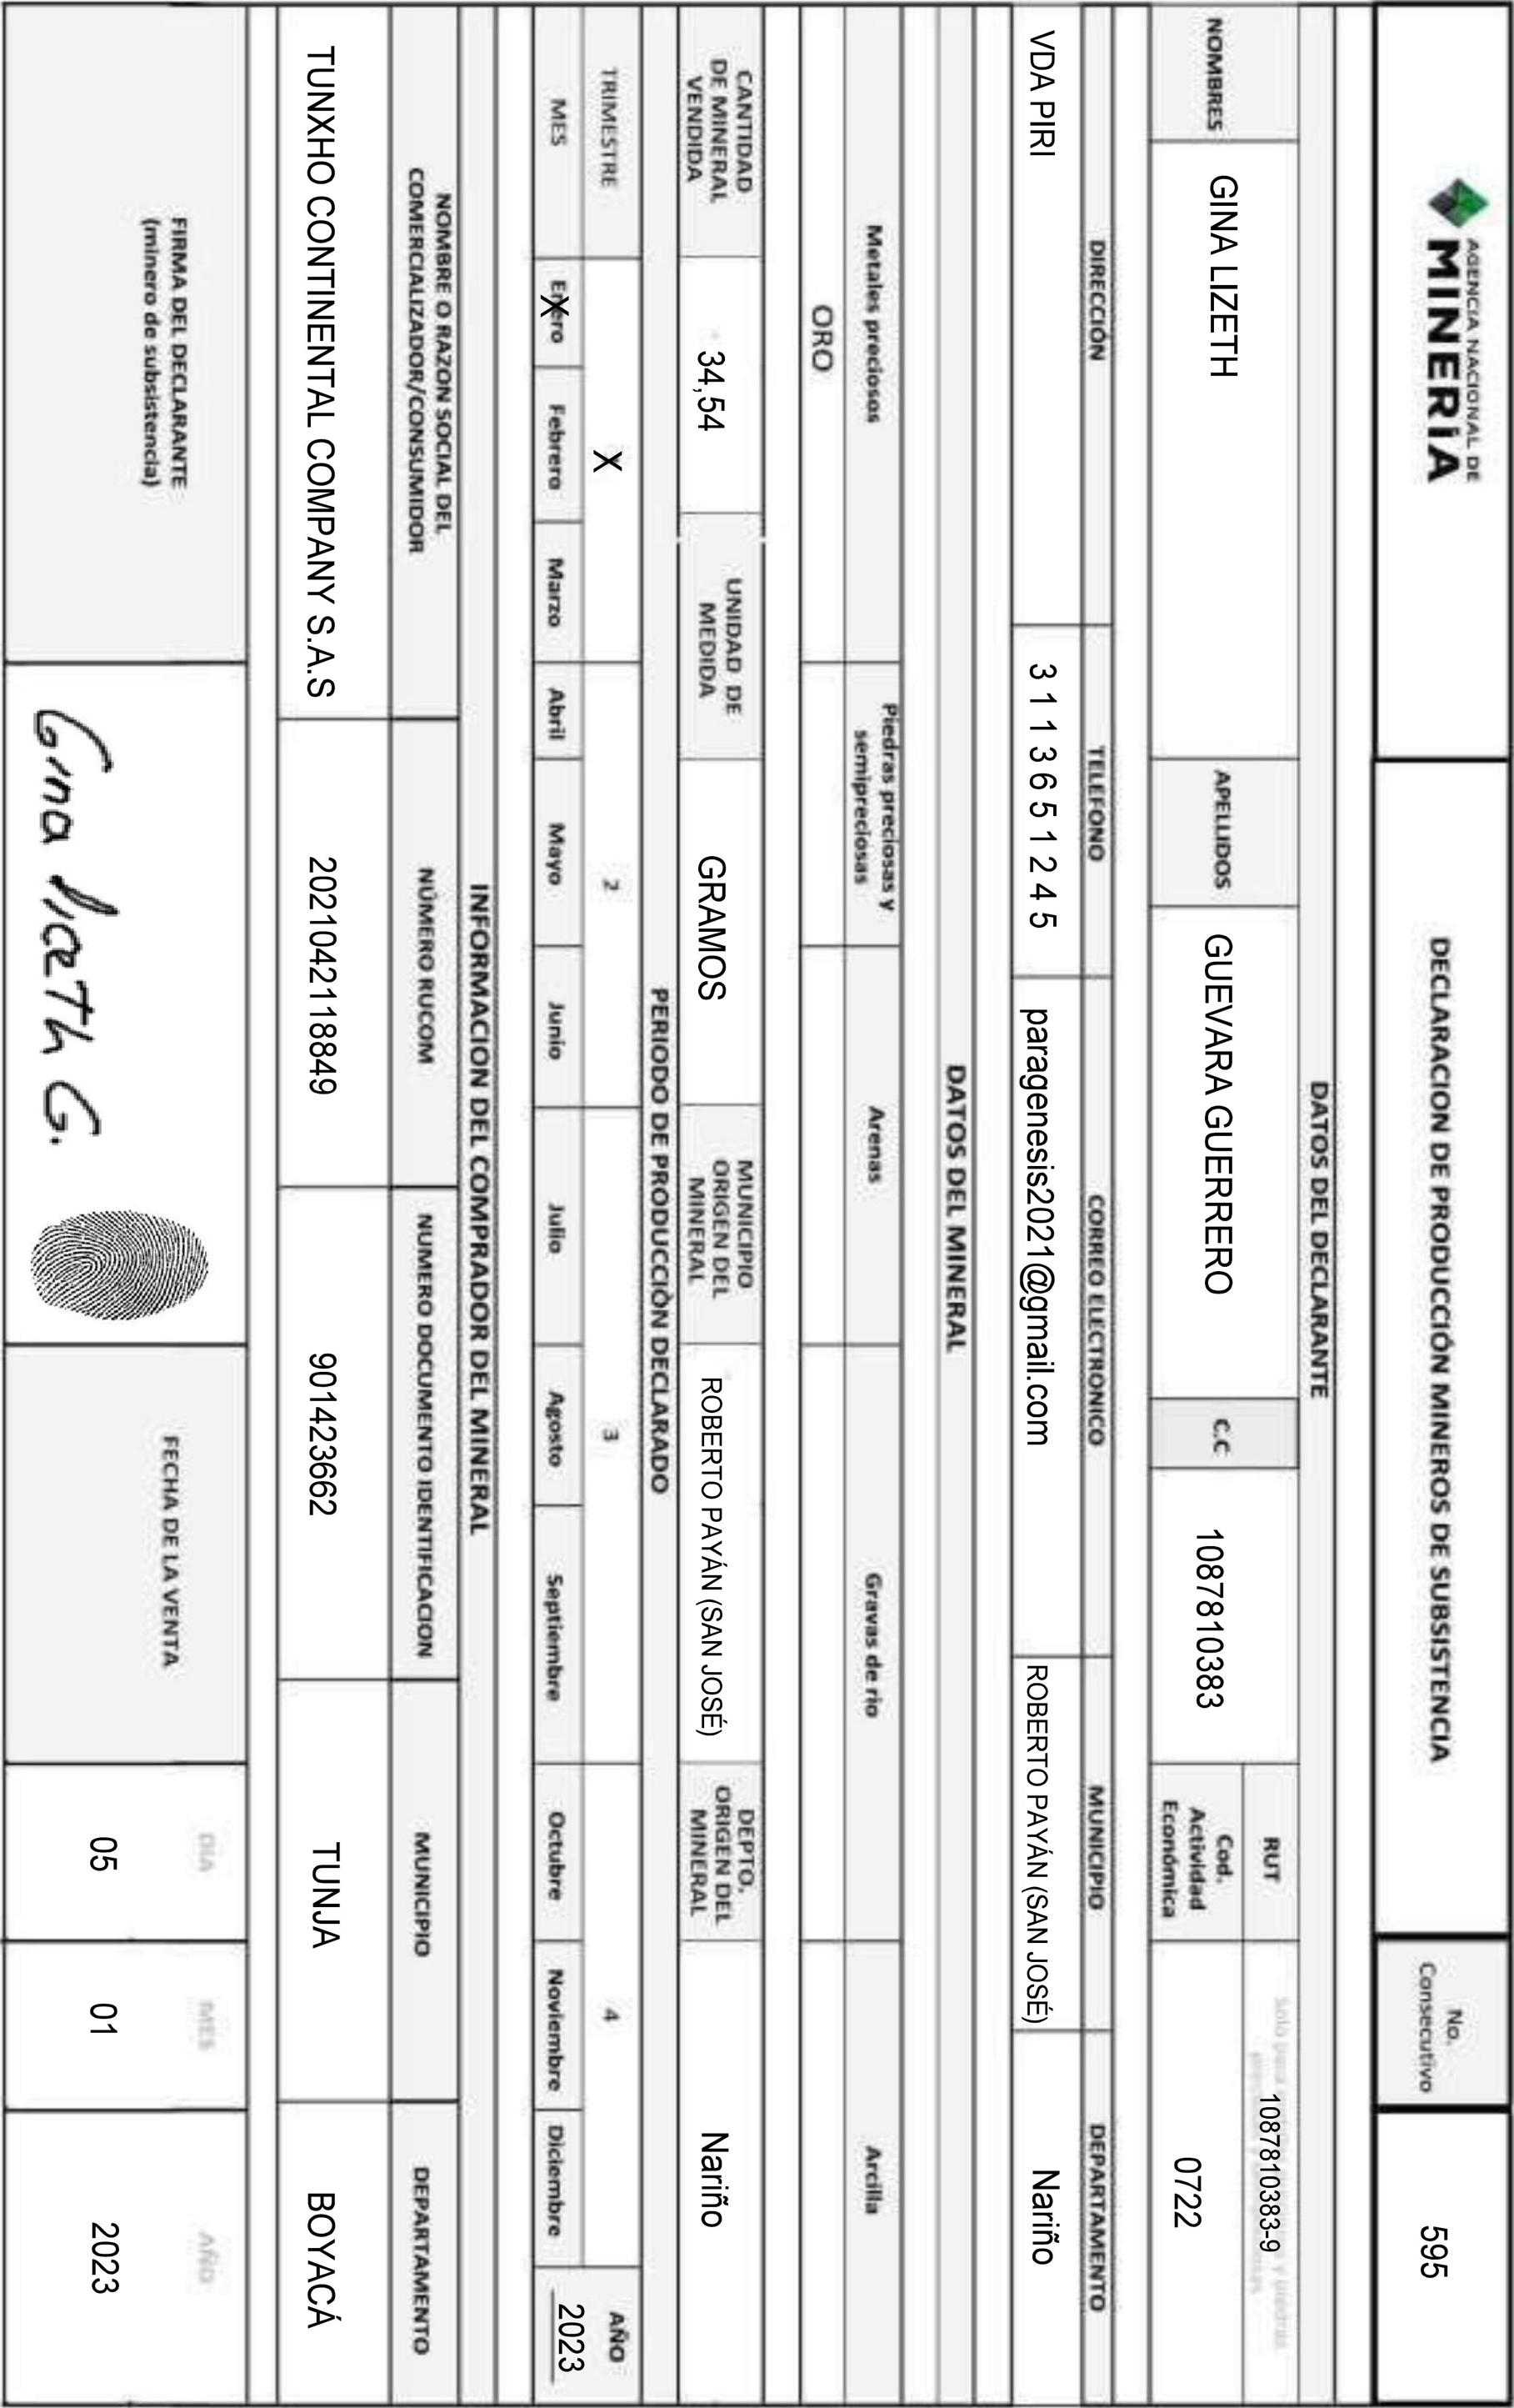 AGENCIA NACIONAL DE
MINERÍA
DECLARACION DE PRODUCCIÓN MINEROS DE SUBSISTENCIA
No.
Consecutivo
595
DATOS DEL DECLARANTE
NOMBRES
GINA LIZETH
APELLIDOS
GUEVARA GUERRERO
C.C
1087810383
RUT
1087810383-9
Cod.
Actividad
Económica
0722
DIRECCIÓN
TELEFONO
CORREO ELECTRONICO
MUNICIPIO
DEPARTAMENTO
VDA PIRI
3 1 1 3 6 5 1 2 4 5
paragenesis2021@gmail.com
ROBERTO PAYÁN (SAN JOSÉ)
Nariño
DATOS DEL MINERAL
Metales preciosos
Piedras preciosas y
semipreciosas
Arenas
Gravas de rio
Arcilla
ORO
CANTIDAD
DE MINERAL
VENDIDA
34,54
UNIDAD DE
MEDIDA
GRAMOS
MUNICIPIO
ORIGEN DEL
MINERAL
ROBERTO PAYÁN (SAN JOSÉ)
DEPTO.
ORIGEN DEL
MINERAL
Nariño
PERIODO DE PRODUCCIÓN DECLARADO
TRIMESTRE
X
2
3
4
AÑO
MES
Enero
X
Febrero
Marzo
Abril
Mayo
Junio
Julio
Agosto
Septiembre
Octubre
Noviembre
Diciembre
2023
INFORMACIÓN DEL COMPRADOR DEL MINERAL
NOMBRE O RAZON SOCIAL DEL
COMERCIALIZADOR/CONSUMIDOR
NÚMERO RUCOM
NUMERO DOCUMENTO IDENTIFICACION
MUNICIPIO
DEPARTAMENTO
TUNXHO CONTINENTAL COMPANY S.A.S
2021042118849
901423662
TUNJA
BOYACÁ
FIRMA DEL DECLARANTE
(minero de subsistencia)
Gina Liceth G.
FECHA DE LA VENTA
DIA
MES
AÑO
05
01
2023